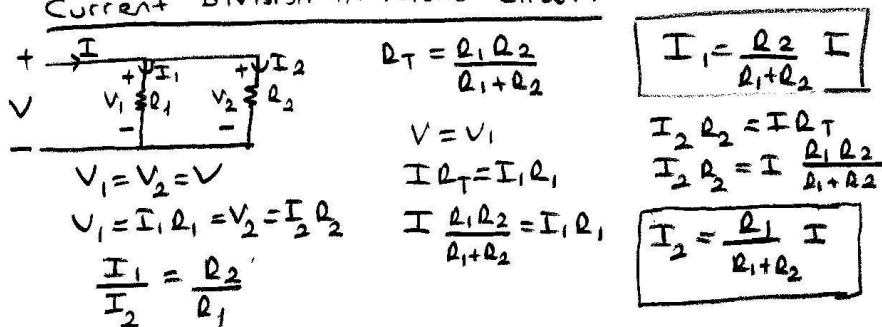 Current Division in
+ I
+ I1 + I2
V V1 R1 V2 R2
- - -
V1 = V2 = V
V1 = I1 R1 = V2 = I2 R2
I1/I2 = R2/R1
RT = R1 R2/R1+R2
V = V1
I RT = I1 R1
I R1 R2/R1+R2 = I1 R1
I1 = R2/R1+R2 I
I2 R2 = I RT
I2 R2 = I R1 R2/R1+R2
I2 = R1/R1+R2 I